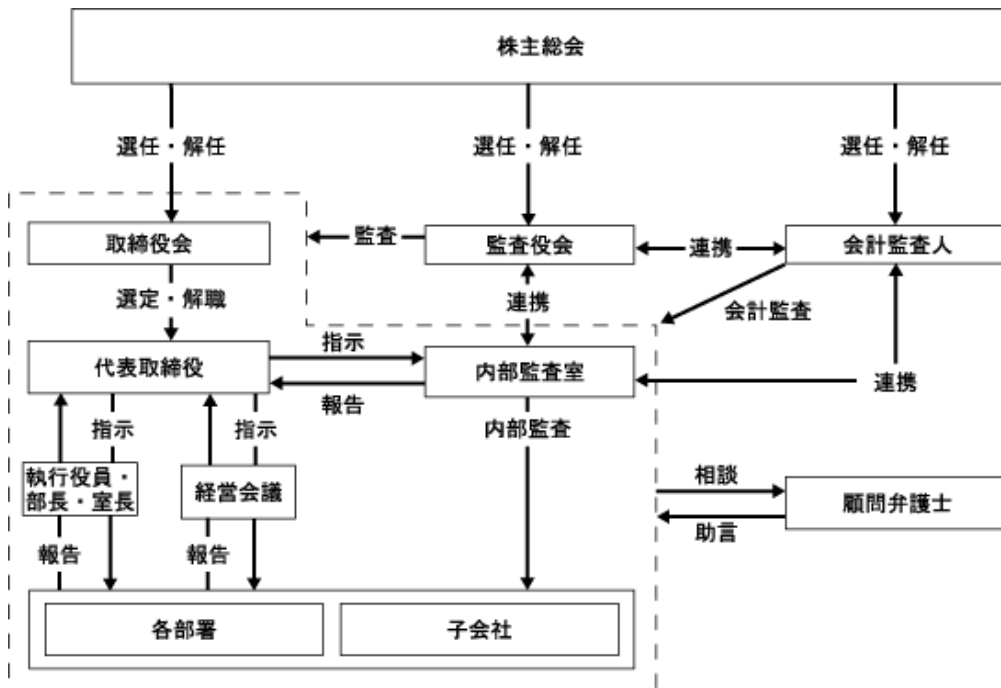 株主総会
選任・解任
選任・解任
選任・解任
取締役会
監査
監査役会
連携
会計監査人
選定・解職
連携
会計監査
代表取締役
指示
報告
内部監査室
連携
指示
指示
内部監査
執行役員・
部長・室長
経営会議
相談
助言
顧問弁護士
報告
報告
各部署
子会社